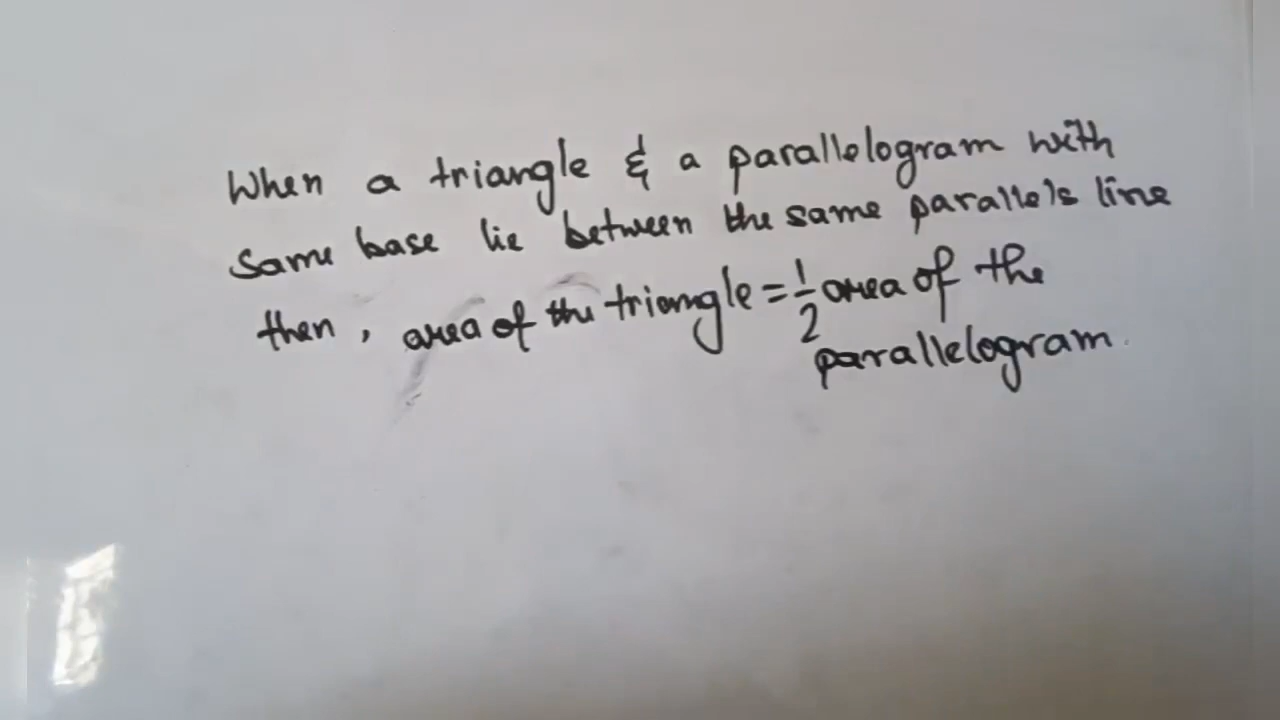 When a triangle & a parallelogram with
same base lie between the same parallels line
then, area of the triangle = 1/2 area of the
parallelogram.